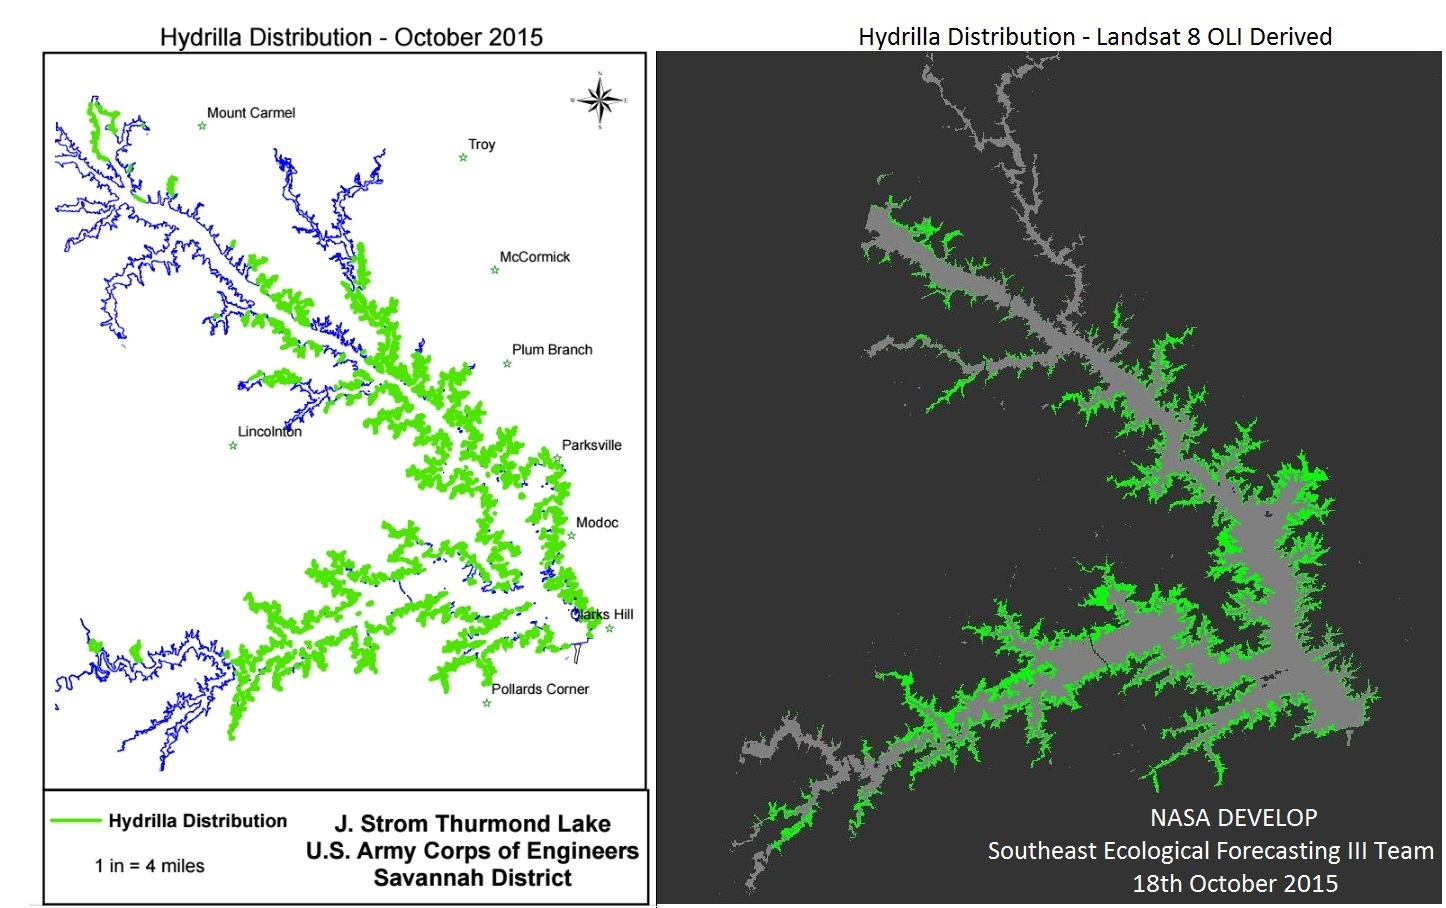 Hydrilla Distribution - October 2015
N
W
E
S
Mount Carmel
Troy
McCormick
Plum Branch
Lincolnton
Parksville
Modoc
Clarks Hill
Pollards Corner
Hydrilla Distribution
1 in = 4 miles
J. Strom Thurmond Lake
U.S. Army Corps of Engineers
Savannah District
Hydrilla Distribution - Landsat 8 OLI Derived
NASA DEVELOP
Southeast Ecological Forecasting III Team
18th October 2015